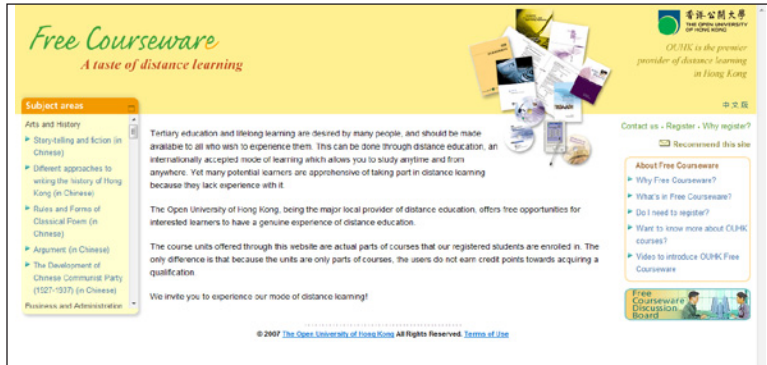 Free Courseware
A taste of distance learning
香港公開大學
THE OPEN UNIVERSITY
OF HONG KONG
OUHK is the premier
provider of distance learning
in Hong Kong
中文版
Subject areas
Arts and History
Story-telling and fiction (in
Chinese)
Different approaches to
writing the history of Hong
Kong (in Chinese)
Rules and Forms of
Classical Poem (in
Chinese)
Argument (in Chinese)
The Development of
Chinese Communist Party
(1927-1937) (in Chinese)
Business and Administration
Tertiary education and lifelong learning are desired by many people, and should be made
available to all who wish to experience them. This can be done through distance education, an
internationally accepted mode of learning which allows you to study anytime and from
anywhere. Yet many potential learners are apprehensive of taking part in distance learning
because they lack experience with it.
The Open University of Hong Kong, being the major local provider of distance education, offers free opportunities for
interested learners to have a genuine experience of distance education.
The course units offered through this website are actual parts of courses that our registered students are enrolled in. The
only difference is that because the units are only parts of courses, the users do not earn credit points towards acquiring a
qualification.
We invite you to experience our mode of distance learning!
Contact us - Register - Why register?
Recommend this site
About Free Courseware
Why Free Courseware?
What's in Free Courseware?
Do I need to register?
Want to know more about OUHK
courses?
Video to introduce OUHK Free
Courseware
Free
Courseware
Discussion
Board
© 2007 The Open University of Hong Kong All Rights Reserved. Terms of Use